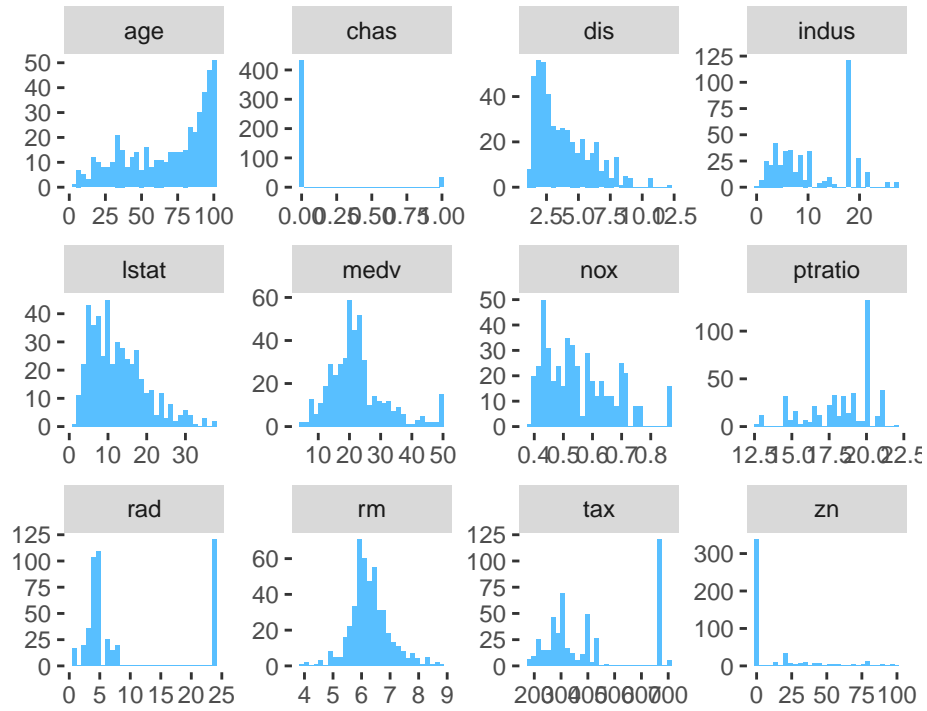 age chas dis indus
50 40 30 20 10 0
0 25 50 75 100
400 300 200 100 0
0.00 0.25 0.50 0.75 1.00
40 20 0
2.5 5.0 7.5 10.0 12.5
125 100 75 50 25 0
0 10 20
lstat medv nox ptratio
40 30 20 10 0
0 10 20 30
60 40 20 0
10 20 30 40 50
50 40 30 20 10 0
0.4 0.5 0.6 0.7 0.8
100 50 0
12.5 15.0 17.5 20.0 22.5
rad rm tax zn
125 100 75 50 25 0
0 5 10 15 20 25
60 40 20 0
4 5 6 7 8 9
125 100 75 50 25 0
200 300 400 500 600 700
300 200 100 0
0 25 50 75 100